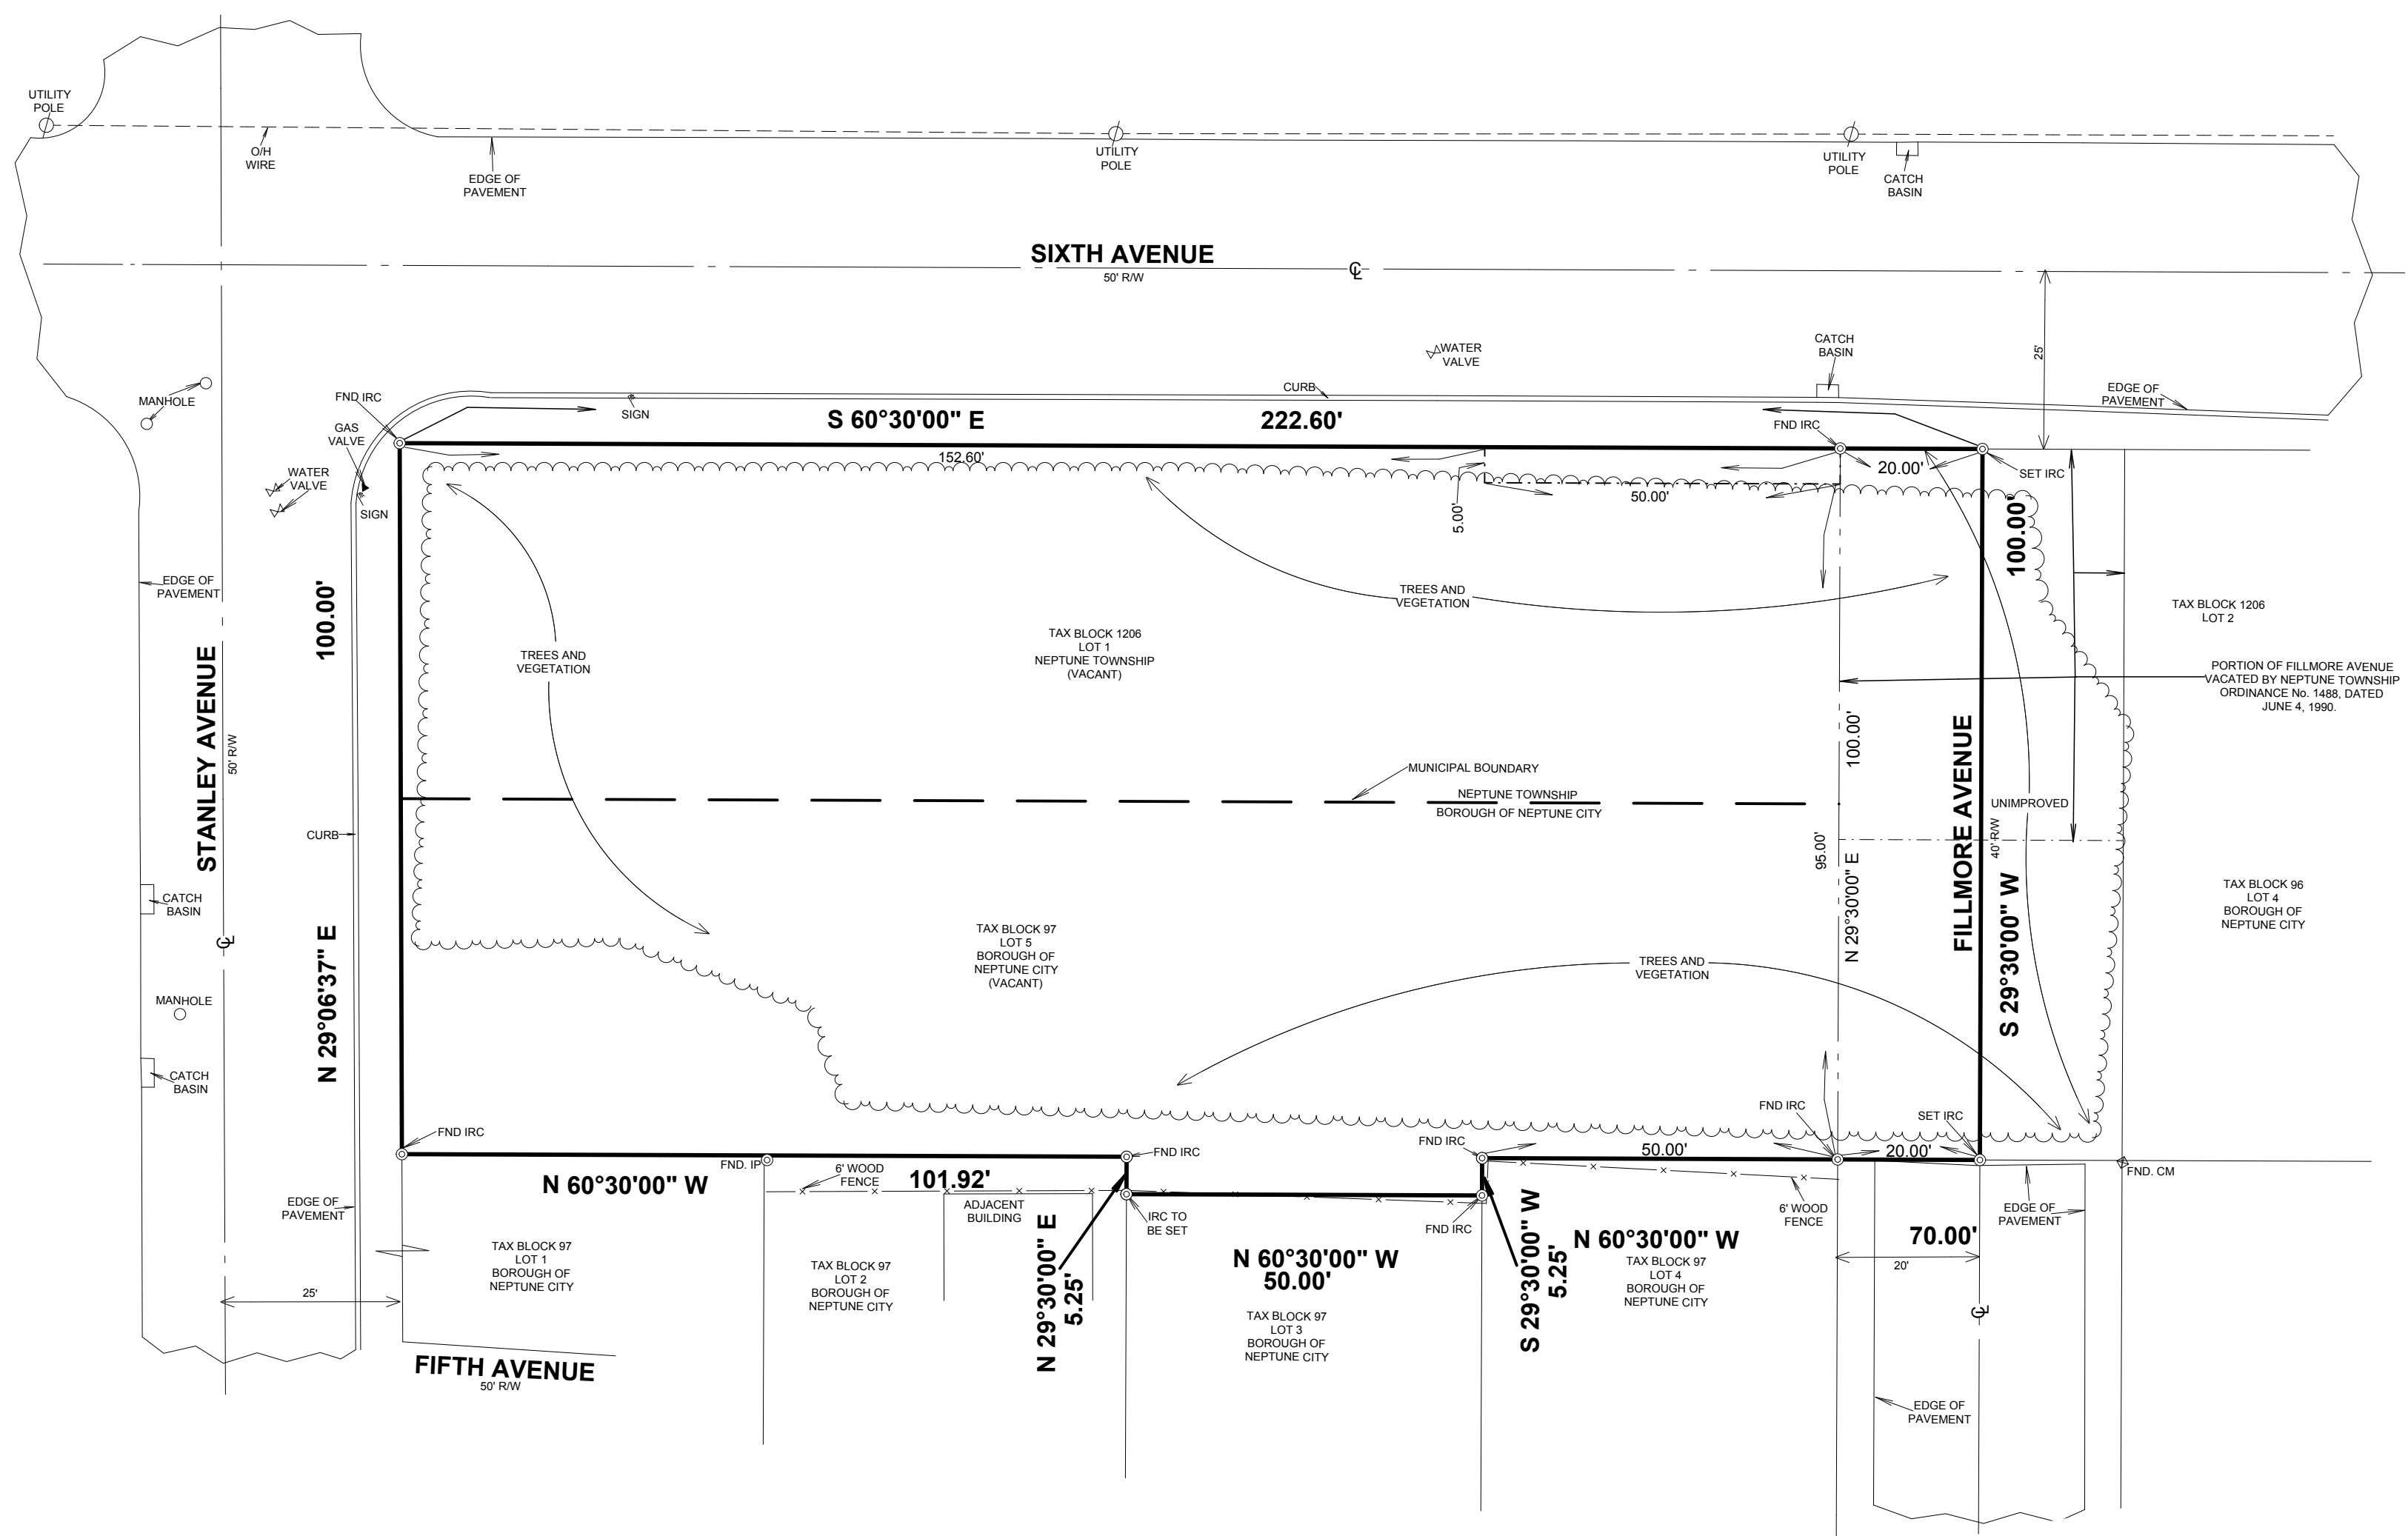 UTILITY
POLE
O/H
WIRE
EDGE OF
PAVEMENT
UTILITY
POLE
UTILITY
POLE
CATCH
BASIN
SIXTH AVENUE
50' R/W
CL
25'
MANHOLE
FND IRC
GAS
VALVE
WATER
VALVE
SIGN
SIGN
CURB
WATER
VALVE
CATCH
BASIN
EDGE OF
PAVEMENT
S 60°30'00" E
222.60'
FND IRC
152.60'
20.00'
SET IRC
5.00'
50.00'
100.00'
EDGE OF
PAVEMENT
100.00'
TREES AND
VEGETATION
TREES AND
VEGETATION
TAX BLOCK 1206
LOT 1
NEPTUNE TOWNSHIP
(VACANT)
TAX BLOCK 1206
LOT 2
PORTION OF FILLMORE AVENUE
VACATED BY NEPTUNE TOWNSHIP
ORDINANCE No. 1488, DATED
JUNE 4, 1990.
STANLEY AVENUE
50' R/W
100.00'
FILLMORE AVENUE
MUNICIPAL BOUNDARY
NEPTUNE TOWNSHIP
BOROUGH OF NEPTUNE CITY
UNIMPROVED
40' R/W
CURB
95.00'
N 29°30'00" E
CATCH
BASIN
CL
TAX BLOCK 96
LOT 4
BOROUGH OF
NEPTUNE CITY
TAX BLOCK 97
LOT 5
BOROUGH OF
NEPTUNE CITY
(VACANT)
TREES AND
VEGETATION
S 29°30'00" W
N 29°06'37" E
MANHOLE
CATCH
BASIN
FND IRC
FND IRC
FND IRC
FND IRC
SET IRC
50.00'
20.00'
FND. IP
6' WOOD
FENCE
101.92'
N 60°30'00" W
FND. CM
EDGE OF
PAVEMENT
ADJACENT
BUILDING
IRC TO
BE SET
FND IRC
6' WOOD
FENCE
EDGE OF
PAVEMENT
N 29°30'00" E
5.25'
S 29°30'00" W
5.25'
N 60°30'00" W
70.00'
20'
TAX BLOCK 97
LOT 1
BOROUGH OF
NEPTUNE CITY
TAX BLOCK 97
LOT 2
BOROUGH OF
NEPTUNE CITY
N 60°30'00" W
50.00'
TAX BLOCK 97
LOT 3
BOROUGH OF
NEPTUNE CITY
TAX BLOCK 97
LOT 4
BOROUGH OF
NEPTUNE CITY
25'
CL
FIFTH AVENUE
50' R/W
EDGE OF
PAVEMENT